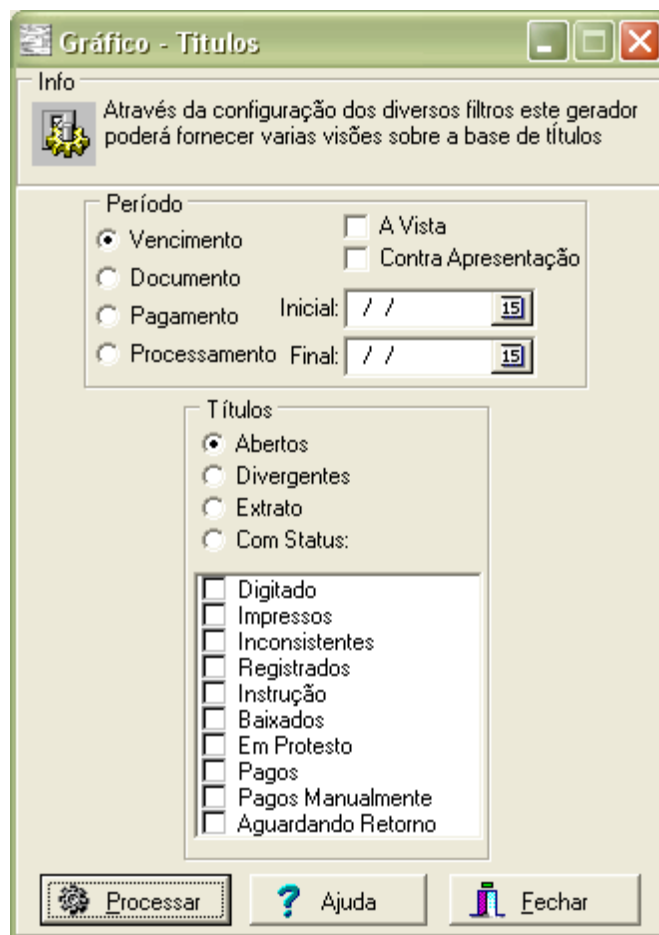 Gráfico - Titulos
Info
Através da configuração dos diversos filtros este gerador
poderá fornecer varias visões sobre a base de tÍtulos
Período
Vencimento
A Vista
Contra Apresentação
Documento
Pagamento
Inicial: / / 15
Processamento
Final: / / 15
Títulos
Abertos
Divergentes
Extrato
Com Status:
Digitado
Impressos
Inconsistentes
Registrados
Instrução
Baixados
Em Protesto
Pagos
Pagos Manualmente
Aguardando Retorno
Processar ? Ajuda Fechar